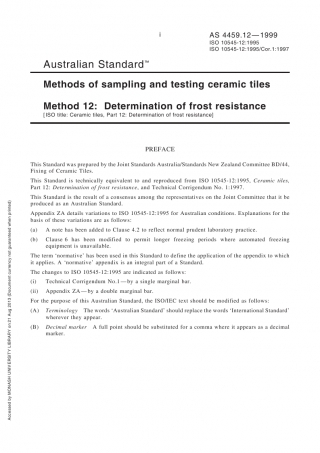 i
AS 4459.12—1999
ISO 10545-12:1995
ISO 10545-12:1995/Cor.1:1997
Australian Standard™
Methods of sampling and testing ceramic tiles
Method 12: Determination of frost resistance
[ISO title: Ceramic tiles, Part 12: Determination of frost resistance]
PREFACE
This Standard was prepared by the Joint Standards Australia/Standards New Zealand Committee BD/44,
Fixing of Ceramic Tiles.
This Standard is technically equivalent to and reproduced from ISO 10545-12:1995, Ceramic tiles,
Part 12: Determination of frost resistance, and Technical Corrigendum No. 1:1997.
This Standard is the result of a consensus among the representatives on the Joint Committee that it be
produced as an Australian Standard.
Appendix ZA details variations to ISO 10545-12:1995 for Australian conditions. Explanations for the
basis of these variations are as follows:
(a) A note has been added to Clause 4.2 to reflect normal prudent laboratory practice.
(b) Clause 6 has been modified to permit longer freezing periods where automated freezing
equipment is unavailable.
The term 'normative' has been used in this Standard to define the application of the appendix to which
it applies. A 'normative' appendix is an integral part of a Standard.
The changes to ISO 10545-12:1995 are indicated as follows:
(i) Technical Corrigendum No.1—by a single marginal bar.
(ii) Appendix ZA—by a double marginal bar.
For the purpose of this Australian Standard, the ISO/IEC text should be modified as follows:
(A) Terminology The words 'Australian Standard' should replace the words 'International Standard'
wherever they appear.
(B) Decimal marker A full point should be substituted for a comma where it appears as a decimal
marker.
Accessed by MONASH UNIVERSITY LIBRARY on 21 Aug 2013 (Document currency not guaranteed when printed)